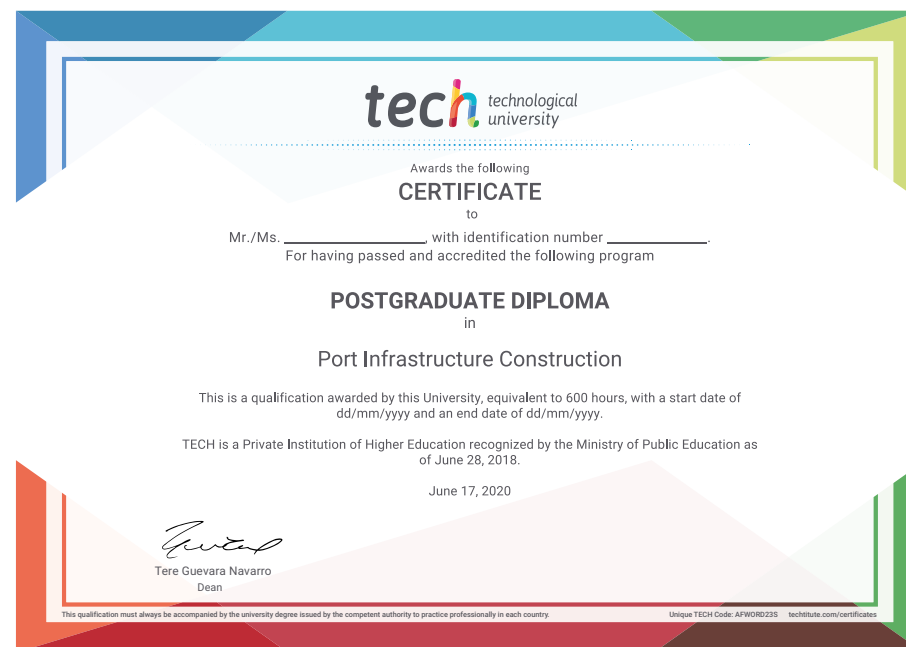 tech technological
university
Awards the following
CERTIFICATE
to
Mr./Ms. __________________, with identification number ______________.
For having passed and accredited the following program
POSTGRADUATE DIPLOMA
in
Port Infrastructure Construction
This is a qualification awarded by this University, equivalent to 600 hours, with a start date of
dd/mm/yyyy and an end date of dd/mm/yyyy.
TECH is a Private Institution of Higher Education recognized by the Ministry of Public Education as
of June 28, 2018.
June 17, 2020
Tere Guevara Navarro
Dean
This qualification must always be accompanied by the university degree issued by the competent authority to practice professionally in each country. Unique TECH Code: AFWORD23S techtitute.com/certificates